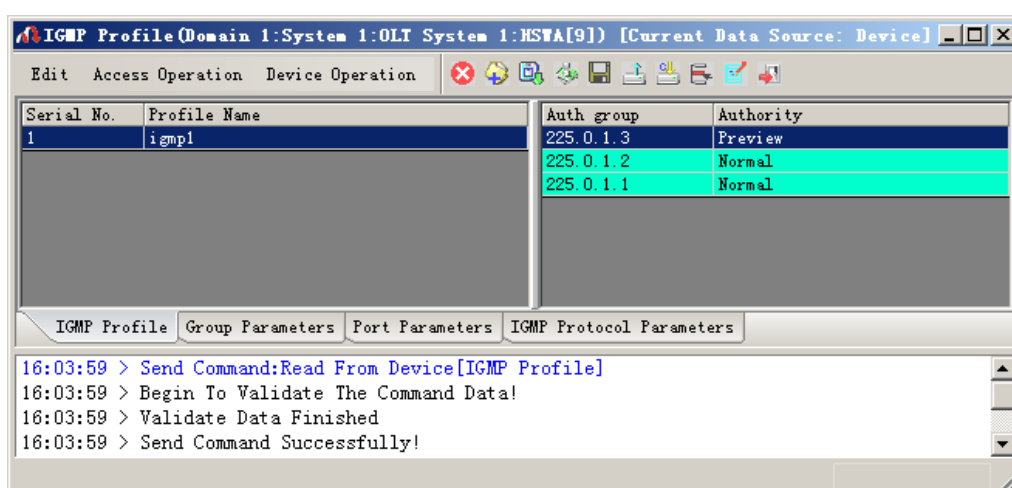 IGMP Profile(Domain 1:System 1:OLT System 1:HSWA[9]) [Current Data Source: Device]
Edit Access Operation Device Operation
Serial No. Profile Name Auth group Authority
1 igmp1 225.0.1.3 Preview
225.0.1.2 Normal
225.0.1.1 Normal
IGMP Profile Group Parameters Port Parameters IGMP Protocol Parameters
16:03:59 > Send Command:Read From Device[IGMP Profile]
16:03:59 > Begin To Validate The Command Data!
16:03:59 > Validate Data Finished
16:03:59 > Send Command Successfully!